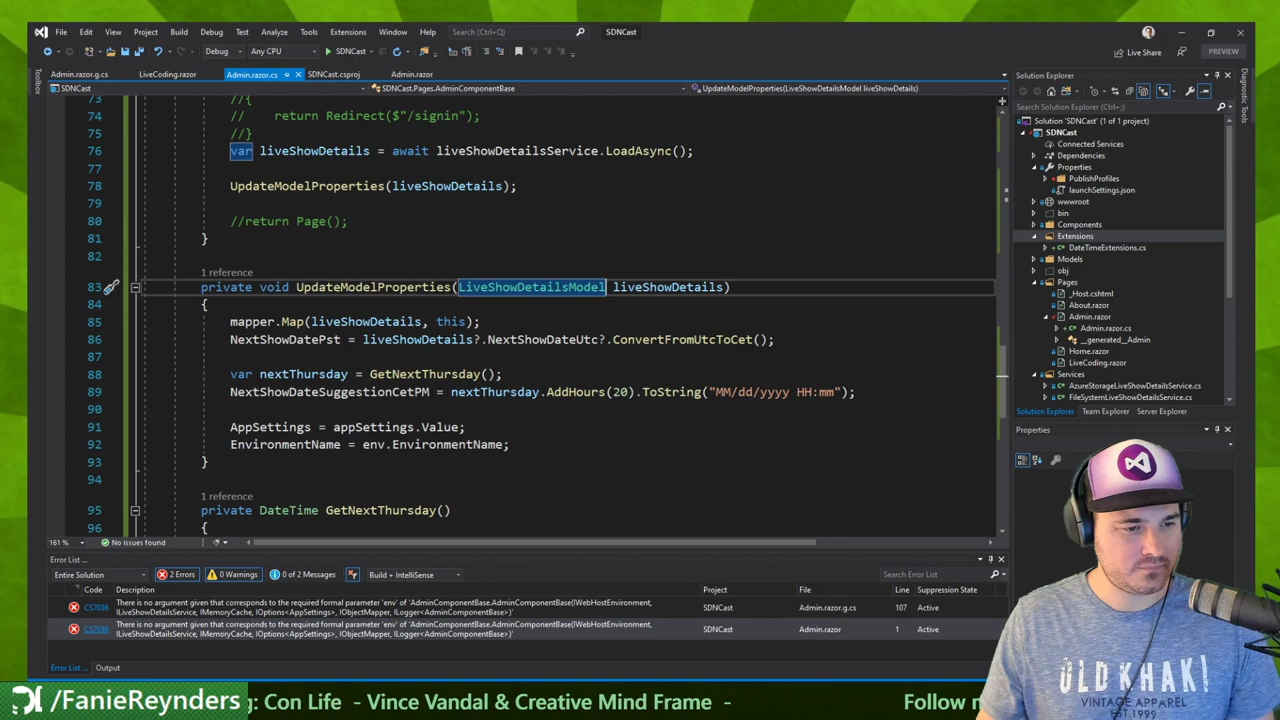 File Edit View Project Build Debug Test Analyze Tools Extensions Window Help Search (Ctrl+Q) SDNCast
Debug Any CPU SDNCast Live Share PREVIEW
Toolbox
Admin.razor.g.cs LiveCoding.razor Admin.razor.cs SDNCast.csproj Admin.razor
SDNCast SDNCast.Pages.AdminComponentBase UpdateModelProperties(LiveShowDetailsModel liveShowDetails)
73 //{
74 // return Redirect($"/signin");
75 //}
76 var liveShowDetails = await liveShowDetailsService.LoadAsync();
77
78 UpdateModelProperties(liveShowDetails);
79
80 //return Page();
81 }
82
1 reference
83 private void UpdateModelProperties(LiveShowDetailsModel liveShowDetails)
84 {
85 mapper.Map(liveShowDetails, this);
86 NextShowDatePst = liveShowDetails?.NextShowDateUtc?.ConvertFromUtcToCet();
87
88 var nextThursday = GetNextThursday();
89 NextShowDateSuggestionCetPM = nextThursday.AddHours(20).ToString("MM/dd/yyyy HH:mm");
90
91 AppSettings = appSettings.Value;
92 EnvironmentName = env.EnvironmentName;
93 }
94
1 reference
95 private DateTime GetNextThursday()
96 {
161 % No issues found
Solution Explorer
Search Solution Explorer (Ctrl+;)
Solution 'SDNCast' (1 of 1 project)
SDNCast
Connected Services
Dependencies
Properties
PublishProfiles
launchSettings.json
wwwroot
bin
Components
Extensions
DateTimeExtensions.cs
Models
obj
Pages
_Host.cshtml
About.razor
Admin.razor
Admin.razor.cs
__generated__Admin
Home.razor
LiveCoding.razor
Services
AzureStorageLiveShowDetailsService.cs
FileSystemLiveShowDetailsService.cs
Solution Explorer Team Explorer Server Explorer
Properties
Diagnostic Tools
Error List ...
Entire Solution 2 Errors 0 Warnings 0 of 2 Messages Build + IntelliSense Search Error List
Code Description Project File Line Suppression State
CS7036 There is no argument given that corresponds to the required formal parameter 'env' of 'AdminComponentBase.AdminComponentBase(IWebHostEnvironment, SDNCast Admin.razor.g.cs 107 Active
ILiveShowDetailsService, IMemoryCache, IOptions<AppSettings>, IObjectMapper, ILogger<AdminComponentBase>)'
CS7036 There is no argument given that corresponds to the required formal parameter 'env' of 'AdminComponentBase.AdminComponentBase(IWebHostEnvironment, SDNCast Admin.razor 1 Active
ILiveShowDetailsService, IMemoryCache, IOptions<AppSettings>, IObjectMapper, ILogger<AdminComponentBase>)'
Error List ... Output
OLD KHAKI
VINTAGE APPAREL
EST. 1999
/FanieReynders g: Con Life - Vince Vandal & Creative Mind Frame - Follow m